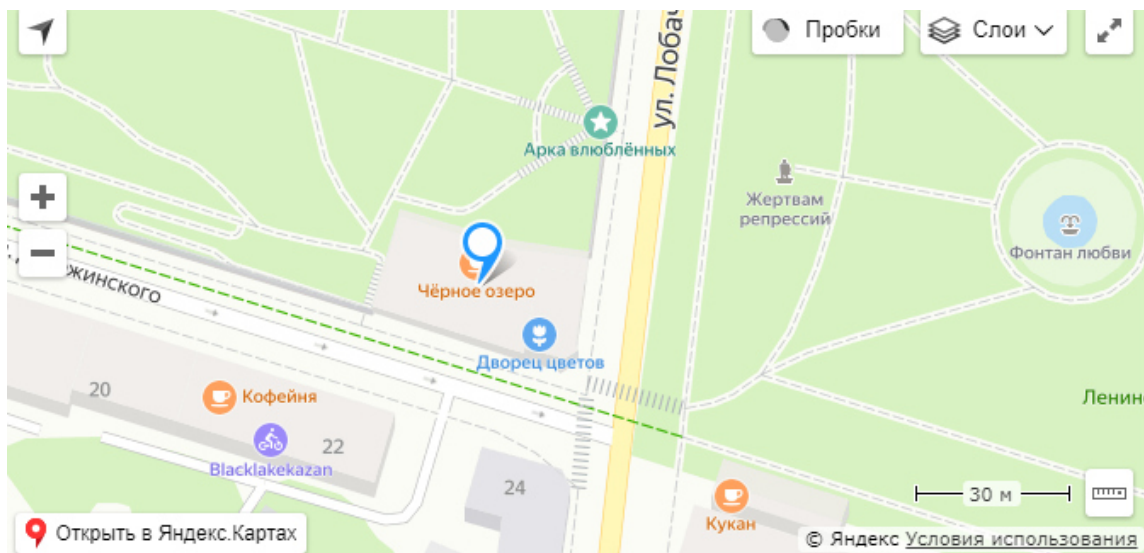 Пробки
Слои
ул. Лобач
Арка влюблённых
Жертвам
репрессий
Фонтан любви
жинского
Чёрное озеро
Дворец цветов
20
Кофейня
Ленин
22
Blacklakekazan
24
30 м
Кукан
Открыть в Яндекс.Картах
© Яндекс Условия использования